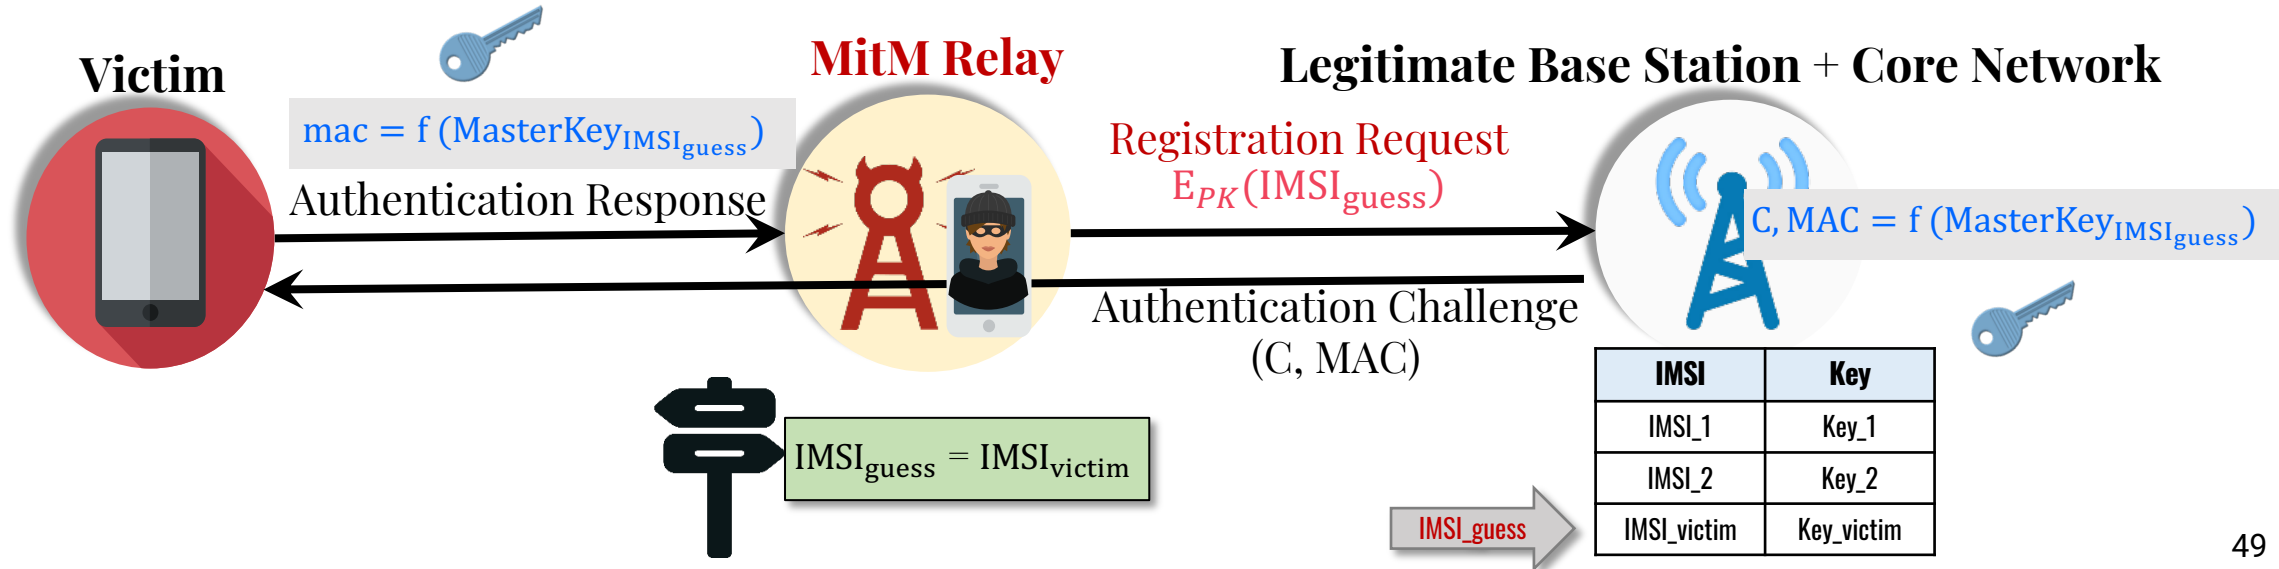 Victim
MitM Relay
Legitimate Base Station + Core Network
mac = f (MasterKey_IMSI_guess)
Authentication Response
Registration Request
E_PK(IMSI_guess)
C, MAC = f (MasterKey_IMSI_guess)
Authentication Challenge
(C, MAC)
IMSI_guess = IMSI_victim
IMSI_guess
IMSI Key
IMSI_1 Key_1
IMSI_2 Key_2
IMSI_victim Key_victim
49